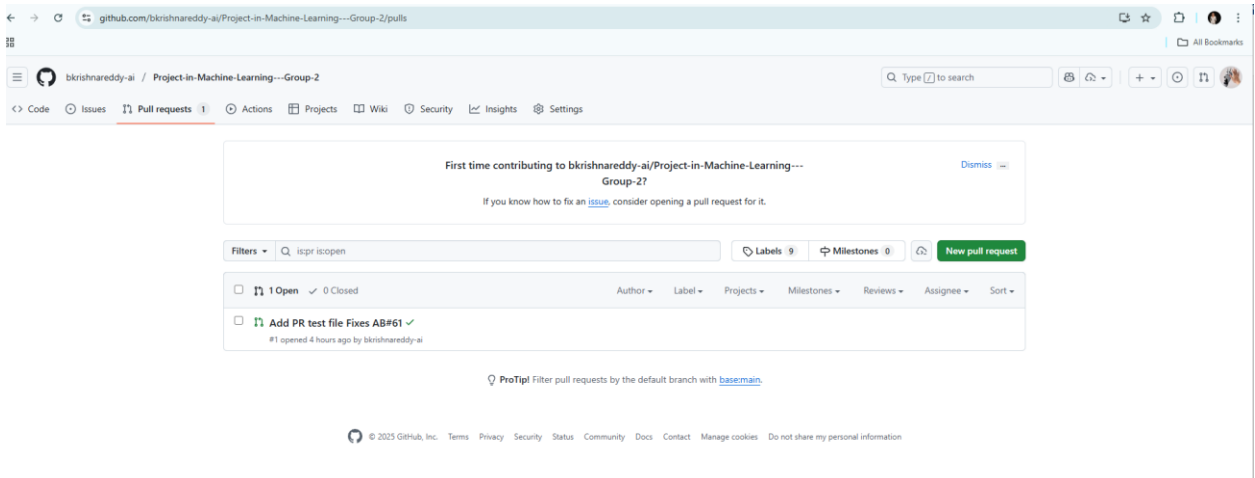 github.com/bkrishnareddy-ai/Project-in-Machine-Learning---Group-2/pulls
All Bookmarks
bkrishnareddy-ai / Project-in-Machine-Learning---Group-2
Type / to search
Code Issues Pull requests 1 Actions Projects Wiki Security Insights Settings
First time contributing to bkrishnareddy-ai/Project-in-Machine-Learning---
Group-2?
Dismiss
If you know how to fix an issue, consider opening a pull request for it.
Filters is:pr is:open Labels 9 Milestones 0 New pull request
1 Open 0 Closed Author Label Projects Milestones Reviews Assignee Sort
Add PR test file Fixes AB#61
#1 opened 4 hours ago by bkrishnareddy-ai
ProTip! Filter pull requests by the default branch with base:main.
© 2025 GitHub, Inc. Terms Privacy Security Status Community Docs Contact Manage cookies Do not share my personal information